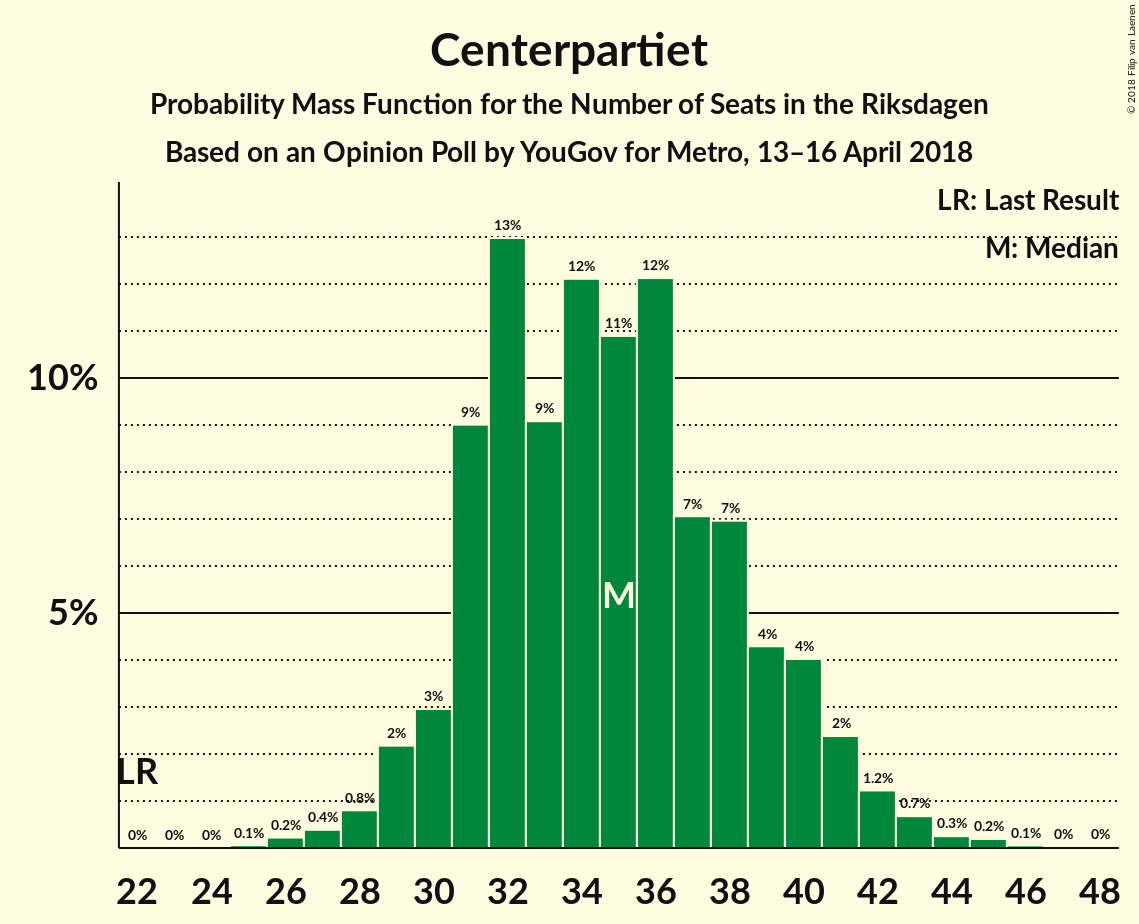 Centerpartiet
Probability Mass Function for the Number of Seats in the Riksdagen
Based on an Opinion Poll by YouGov for Metro, 13–16 April 2018
© 2018 Filip van Laenen
LR: Last Result
M: Median
13%
12%
12%
11%
10%
9%
9%
7%
7%
M
5%
4%
4%
3%
2%
2%
LR
1.2%
0.8%
0.7%
0% 0% 0% 0.1% 0.2% 0.4% 0.3% 0.2% 0.1% 0% 0%
22 24 26 28 30 32 34 36 38 40 42 44 46 48